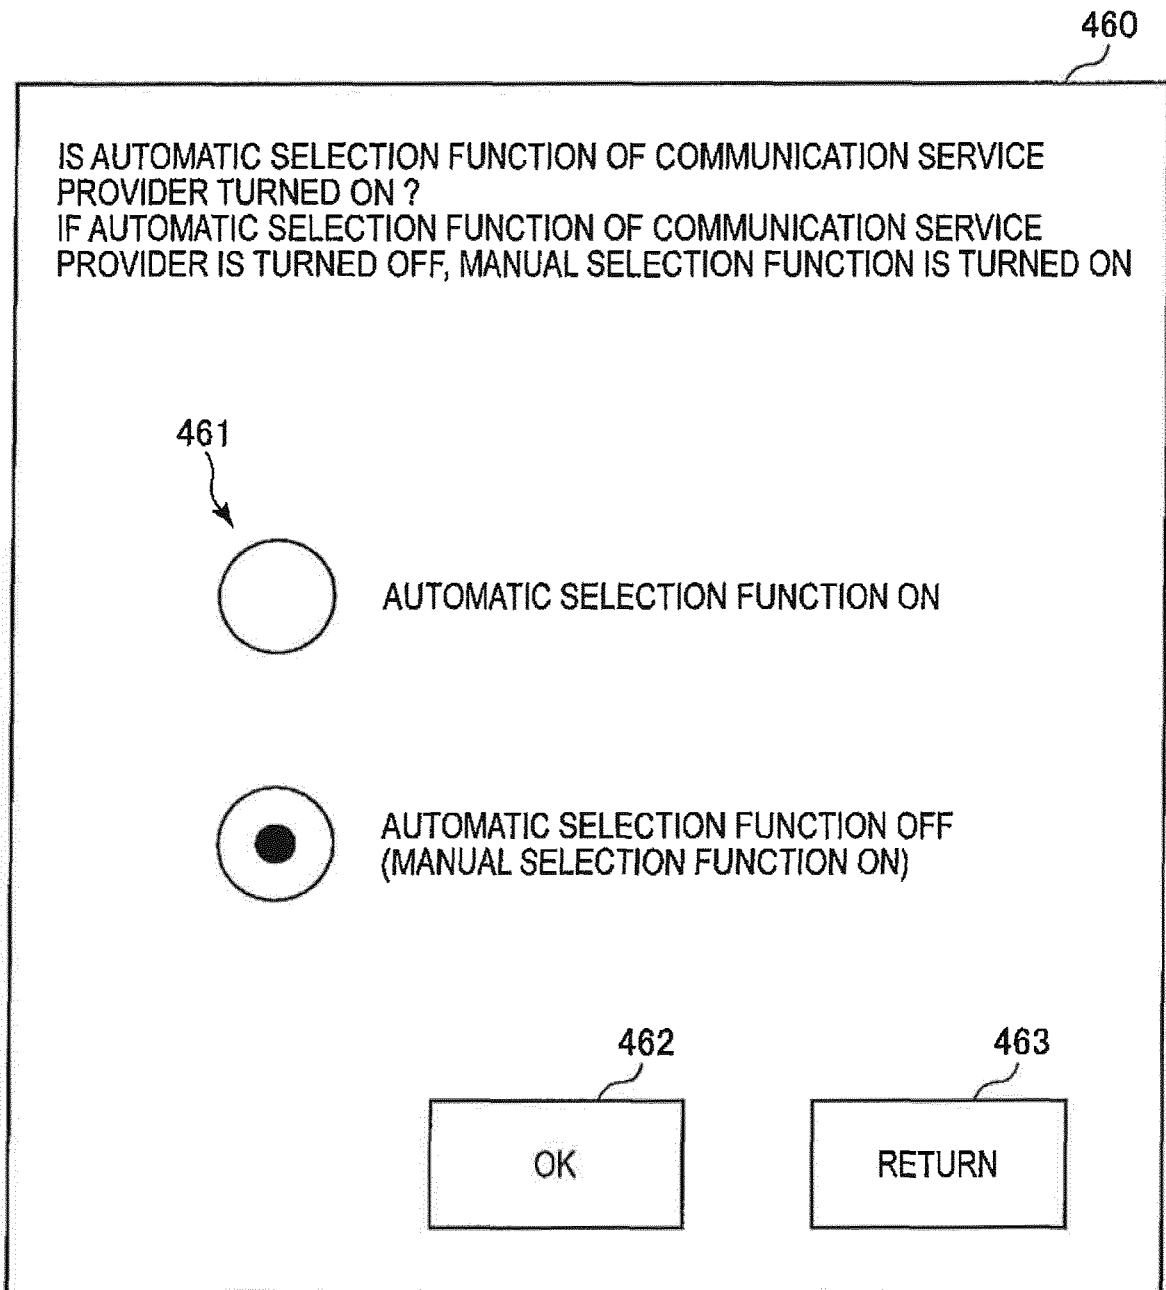 460
IS AUTOMATIC SELECTION FUNCTION OF COMMUNICATION SERVICE
PROVIDER TURNED ON ?
IF AUTOMATIC SELECTION FUNCTION OF COMMUNICATION SERVICE
PROVIDER IS TURNED OFF, MANUAL SELECTION FUNCTION IS TURNED ON
461
AUTOMATIC SELECTION FUNCTION ON
AUTOMATIC SELECTION FUNCTION OFF
(MANUAL SELECTION FUNCTION ON)
462
463
OK
RETURN